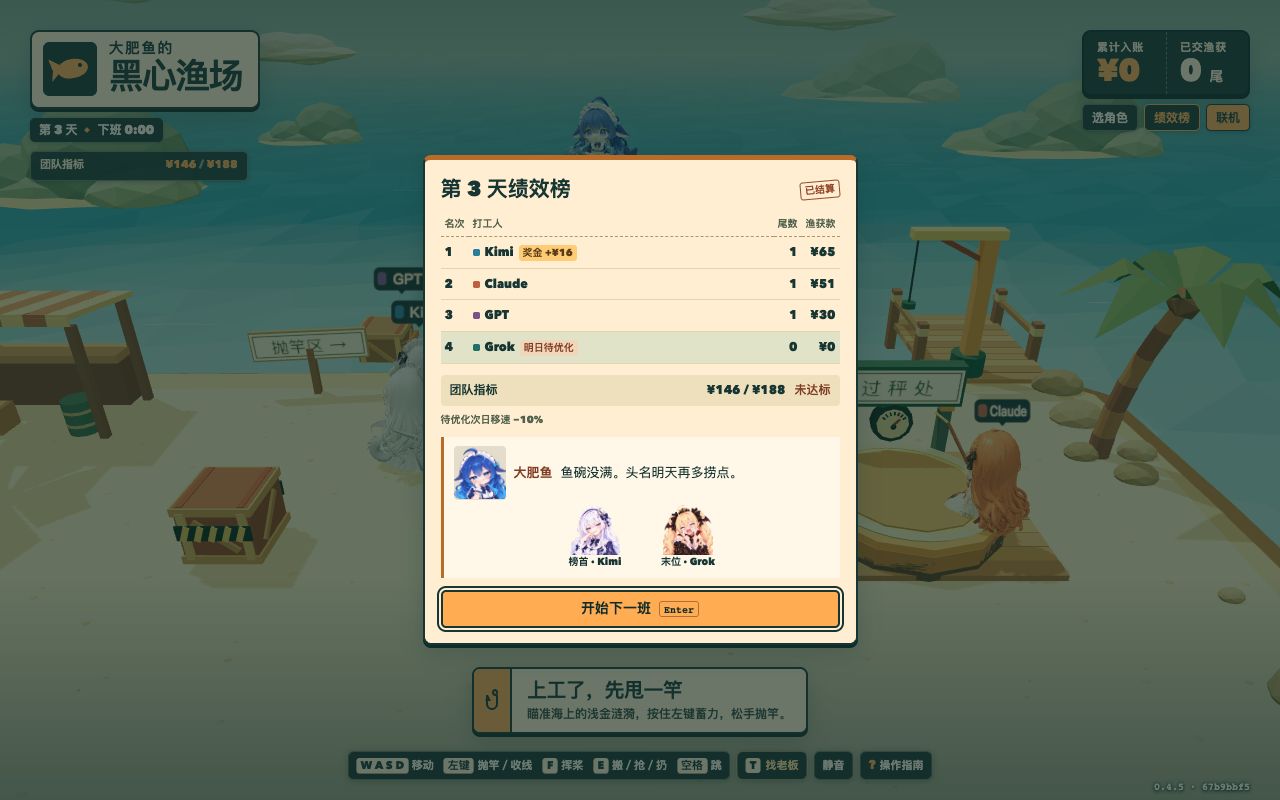 大肥鱼的
黑心渔场
第 3 天 • 下班 0:00
团队指标 ¥146 / ¥188
累计入账 已交渔获
¥0 0 尾
选角色 绩效榜 联机
第 3 天绩效榜 已结算
名次 打工人 尾数 渔获款
1 Kimi 奖金 +¥16 1 ¥65
2 Claude 1 ¥51
3 GPT 1 ¥30
4 Grok 明日待优化 0 ¥0
团队指标 ¥146 / ¥188 未达标
待优化次日移速 −10%
大肥鱼 鱼碗没满。头名明天再多捞点。
榜首 • Kimi 末位 • Grok
开始下一班 Enter
GPT
Ki
抛竿区 →
过秤处
Claude
上工了，先甩一竿
瞄准海上的浅金涟漪，按住左键蓄力，松手抛竿。
W A S D 移动 左键 抛竿 / 收线 F 挥桨 E 搬 / 抢 / 扔 空格 跳 T 找老板 静音 ? 操作指南
0.4.5 · 67b9bbf5